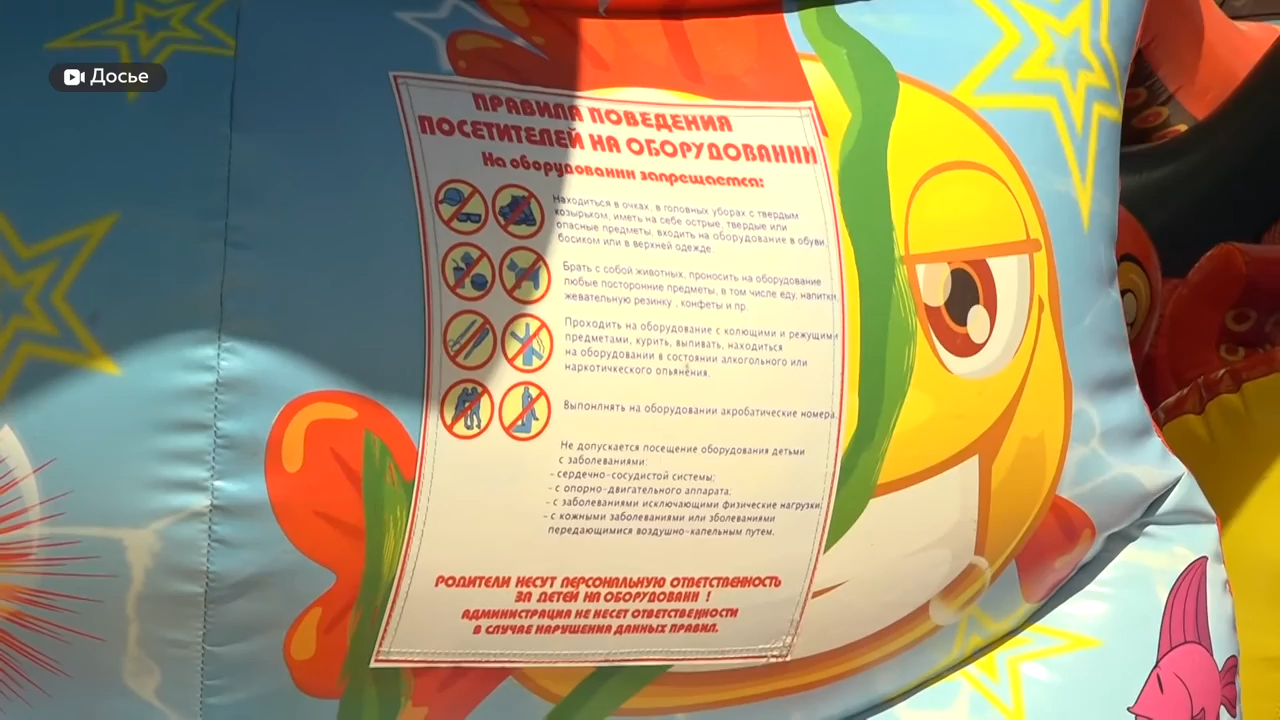 Досье
ПРАВИЛА ПОВЕДЕНИЯ
ПОСЕТИТЕЛЕЙ НА ОБОРУДОВАНИИ
На оборудовании запрещается:
Находиться в очках, в головных уборах с твердым
козырьком, иметь на себе острые, твердые или
опасные предметы, входить на оборудование в обуви,
босиком или в верхней одежде.
Брать с собой животных, проносить на оборудование
любые посторонние предметы, в том числе еду, напитки,
жевательную резинку , конфеты и пр.
Проходить на оборудование с колющими и режущими
предметами, курить, выпивать, находиться
на оборудовании в состоянии алкогольного или
наркотичкеского опьянения.
Выпонлнять на оборудовании акробатические номера.
Не допускается посещение оборудования детьми
с заболеваниями:
- сердечно-сосудистой системы;
- с опорно-двигательного аппарата;
- с заболеваниями исключающими физические нагрузки;
- с кожными заболеваниями или зболеваниями
передающимися воздушно-капельным путем.
РОДИТЕЛИ НЕСУТ ПЕРСОНАЛЬНУЮ ОТВЕТСТВЕННОСТЬ
ЗА ДЕТЕЙ НА ОБОРУДОВАНИ !
АДМИНИСТРАЦИЯ НЕ НЕСЕТ ОТВЕТСТВЕННОСТИ
В СЛУЧАЕ НАРУШЕНИЯ ДАННЫХ ПРАВИЛ.